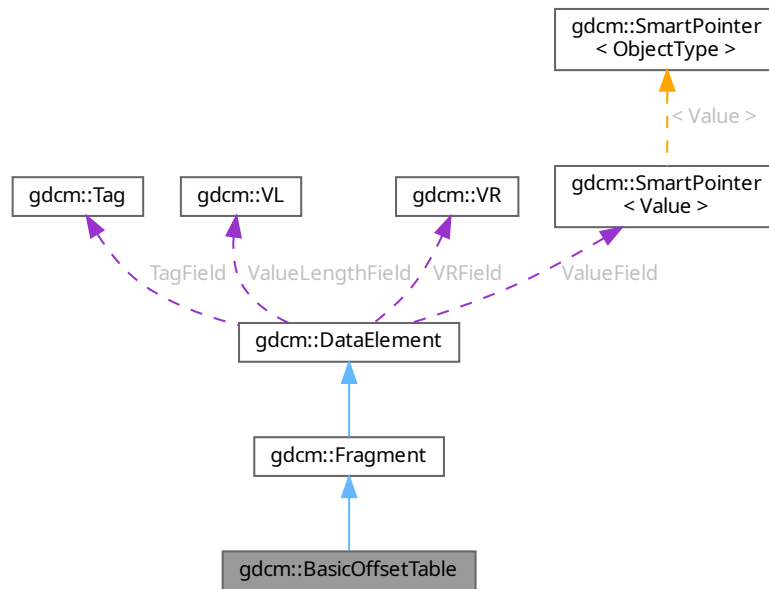 gdcm::SmartPointer
< ObjectType >
< Value >
gdcm::Tag
gdcm::VL
gdcm::VR
gdcm::SmartPointer
< Value >
TagField
ValueLengthField
VRField
ValueField
gdcm::DataElement
gdcm::Fragment
gdcm::BasicOffsetTable